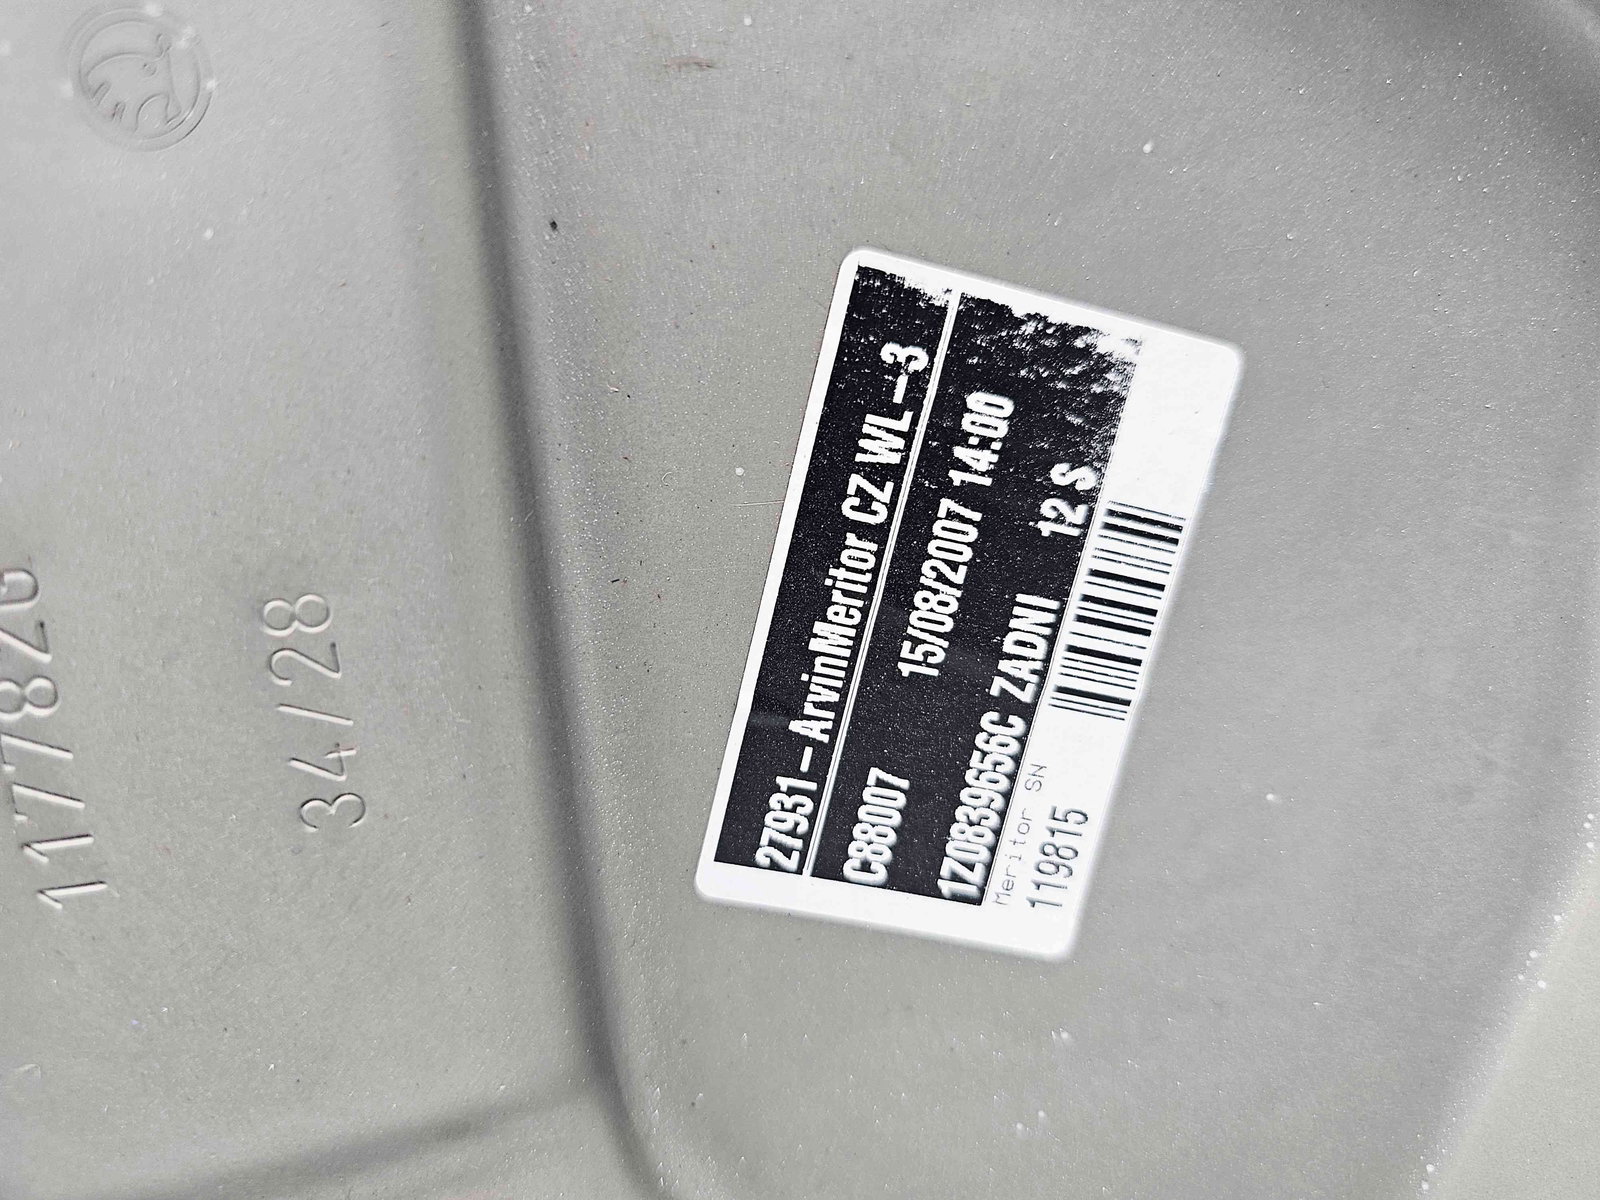 27931-ArvinMeritor CZ WL-3
C88007 15/08/2007 14:00
1Z0839656C ZADNI 12 S
Meritor SN
119815
34/28